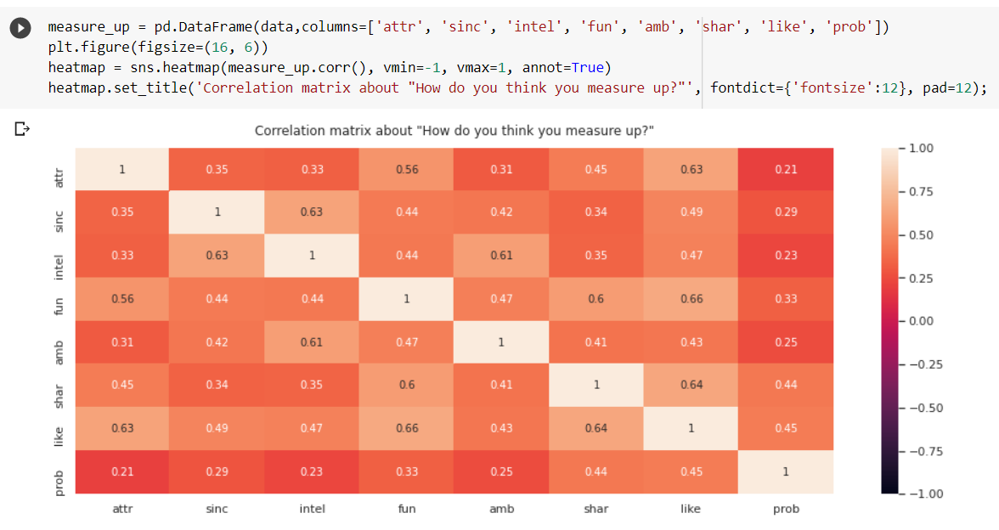 measure_up = pd.DataFrame(data,columns=['attr', 'sinc', 'intel', 'fun', 'amb', 'shar', 'like', 'prob'])
plt.figure(figsize=(16, 6))
heatmap = sns.heatmap(measure_up.corr(), vmin=-1, vmax=1, annot=True)
heatmap.set_title('Correlation matrix about "How do you think you measure up?"', fontdict={'fontsize':12}, pad=12);
Correlation matrix about "How do you think you measure up?"
attr 1 0.35 0.33 0.56 0.31 0.45 0.63 0.21
sinc 0.35 1 0.63 0.44 0.42 0.34 0.49 0.29
intel 0.33 0.63 1 0.44 0.61 0.35 0.47 0.23
fun 0.56 0.44 0.44 1 0.47 0.6 0.66 0.33
amb 0.31 0.42 0.61 0.47 1 0.41 0.43 0.25
shar 0.45 0.34 0.35 0.6 0.41 1 0.64 0.44
like 0.63 0.49 0.47 0.66 0.43 0.64 1 0.45
prob 0.21 0.29 0.23 0.33 0.25 0.44 0.45 1
attr sinc intel fun amb shar like prob
1.00
0.75
0.50
0.25
0.00
−0.25
−0.50
−0.75
−1.00